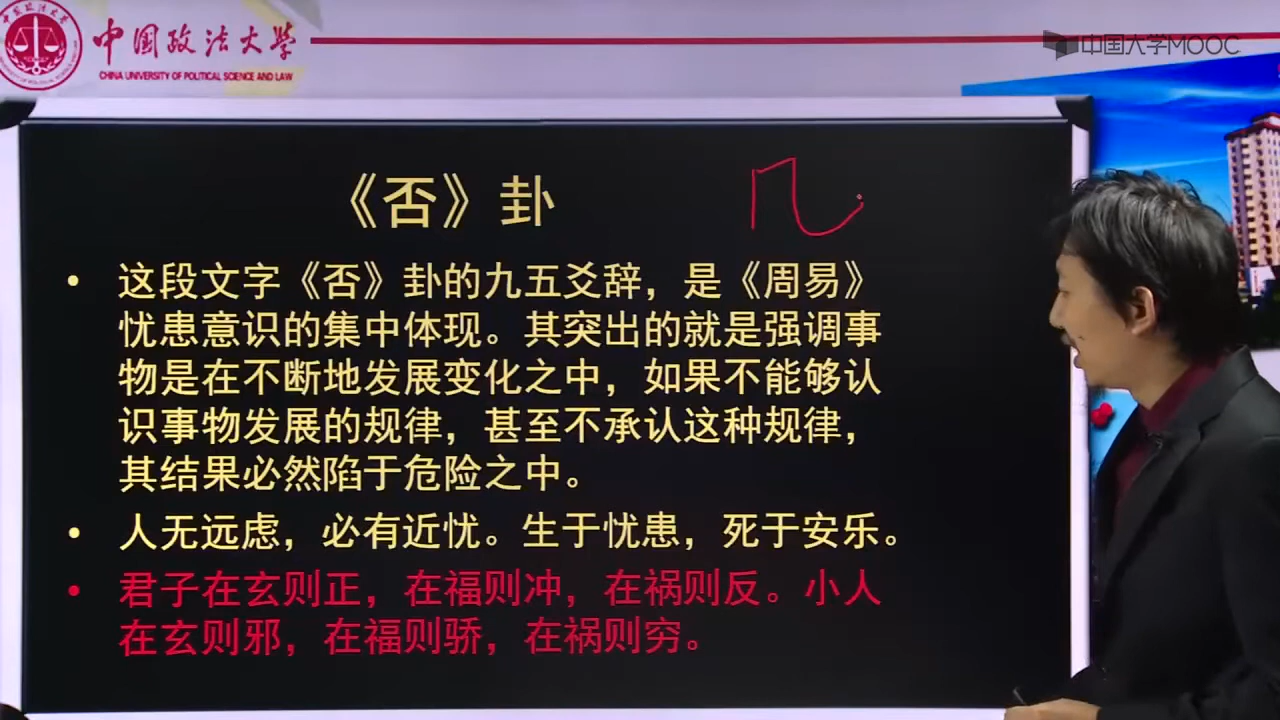 中国政法大学
CHINA UNIVERSITY OF POLITICAL SCIENCE AND LAW
中国大学MOOC
《否》卦
• 这段文字《否》卦的九五爻辞，是《周易》
忧患意识的集中体现。其突出的就是强调事
物是在不断地发展变化之中，如果不能够认
识事物发展的规律，甚至不承认这种规律，
其结果必然陷于危险之中。
• 人无远虑，必有近忧。生于忧患，死于安乐。
• 君子在玄则正，在福则冲，在祸则反。小人
在玄则邪，在福则骄，在祸则穷。